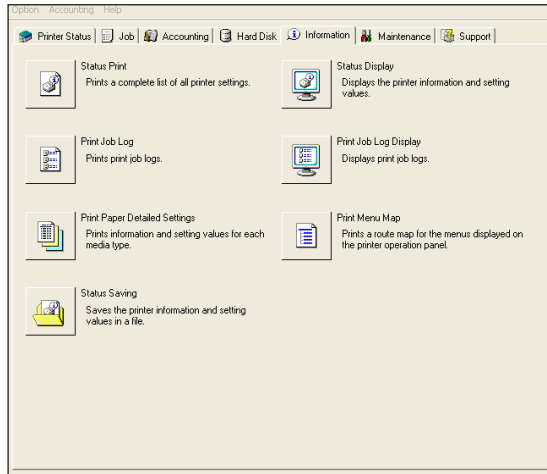 Option Accounting Help
Printer Status Job Accounting Hard Disk Information Maintenance Support
Status Print
Prints a complete list of all printer settings.
Status Display
Displays the printer information and setting
values.
Print Job Log
Prints print job logs.
Print Job Log Display
Displays print job logs.
Print Paper Detailed Settings
Prints information and setting values for each
media type.
Print Menu Map
Prints a route map for the menus displayed on
the printer operation panel.
Status Saving
Saves the printer information and setting
values in a file.